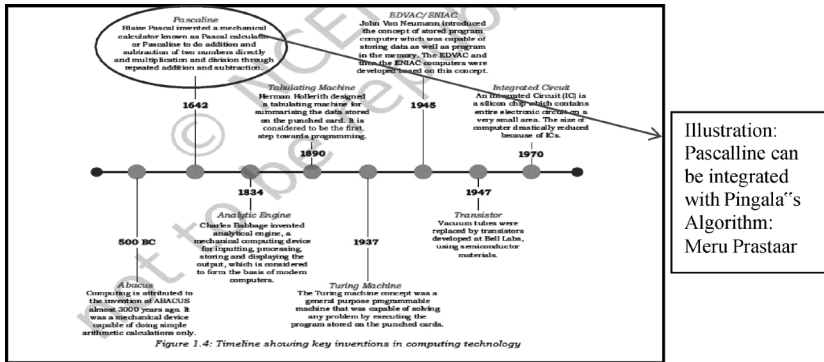 Pascaline
Blaize Pascal invented a mechanical
calculator known as Pascal calculator
or Pascaline to do addition and
subtraction of two numbers directly
and multiplication and division through
repeated addition and subtraction.
1642
EDVAC/ENIAC
John Von Neumann introduced
the concept of stored program
computer which was capable of
storing data as well as program
in the memory. The EDVAC and
then the ENIAC computers were
developed based on this concept.
1945
Tabulating Machine
Herman Hollerith designed
a tabulating machine for
summarising the data stored
on the punched card. It is
considered to be the first
step towards programming.
1890
Integrated Circuit
An Integrated Circuit (IC) is
a silicon chip which contains
entire electronic circuit on a
very small area. The size of
computer drastically reduced
because of ICs.
1970
500 BC
Abacus
Computing is attributed to
the invention of ABACUS
almost 3000 years ago. It
was a mechanical device
capable of doing simple
arithmetic calculations only.
1834
Analytic Engine
Charles Babbage invented
analytical engine, a
mechanical computing device
for inputting, processing,
storing and displaying the
output, which is considered
to form the basis of modern
computers.
1937
Turing Machine
The Turing machine concept was a
general purpose programmable
machine that was capable of solving
any problem by executing the
program stored on the punched cards.
1947
Transistor
Vacuum tubes were
replaced by transistors
developed at Bell Labs,
using semiconductor
materials.
Figure 1.4: Timeline showing key inventions in computing technology
Illustration:
Pascalline can
be integrated
with Pingala‟s
Algorithm:
Meru Prastaar
© NCE
not to be rep